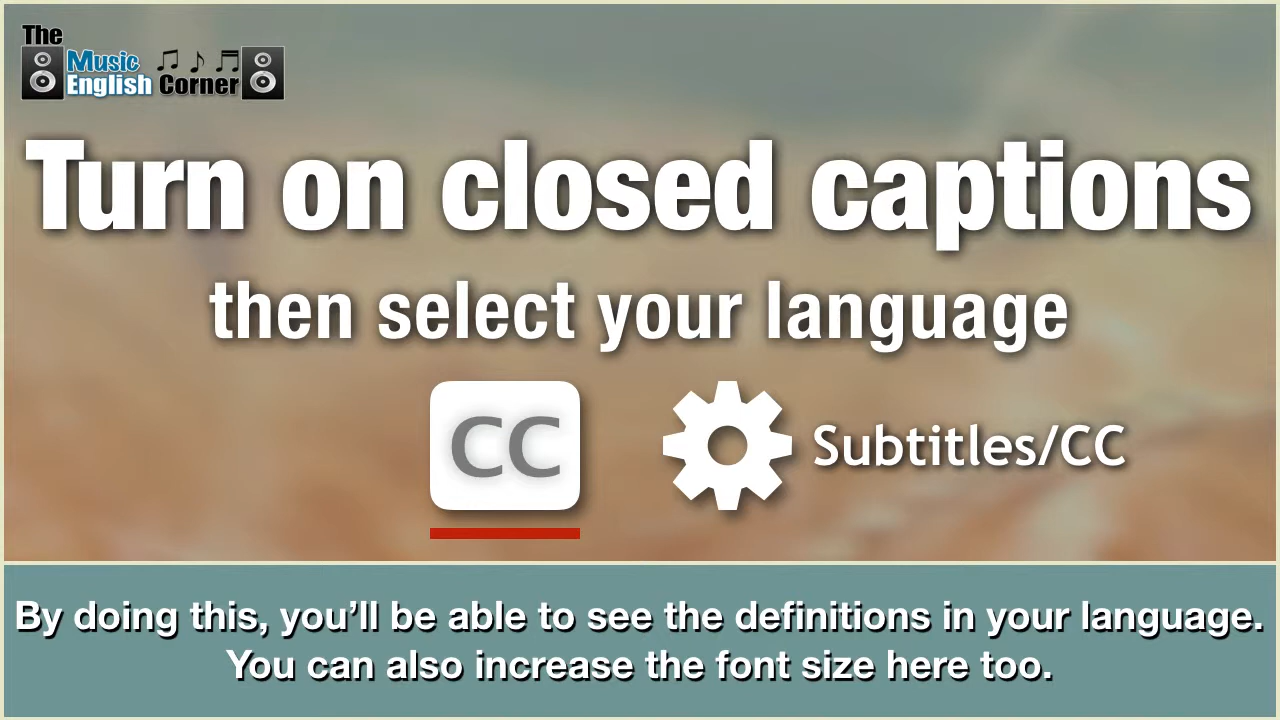 The
Music
English Corner
Turn on closed captions
then select your language
CC
Subtitles/CC
By doing this, you’ll be able to see the definitions in your language.
You can also increase the font size here too.